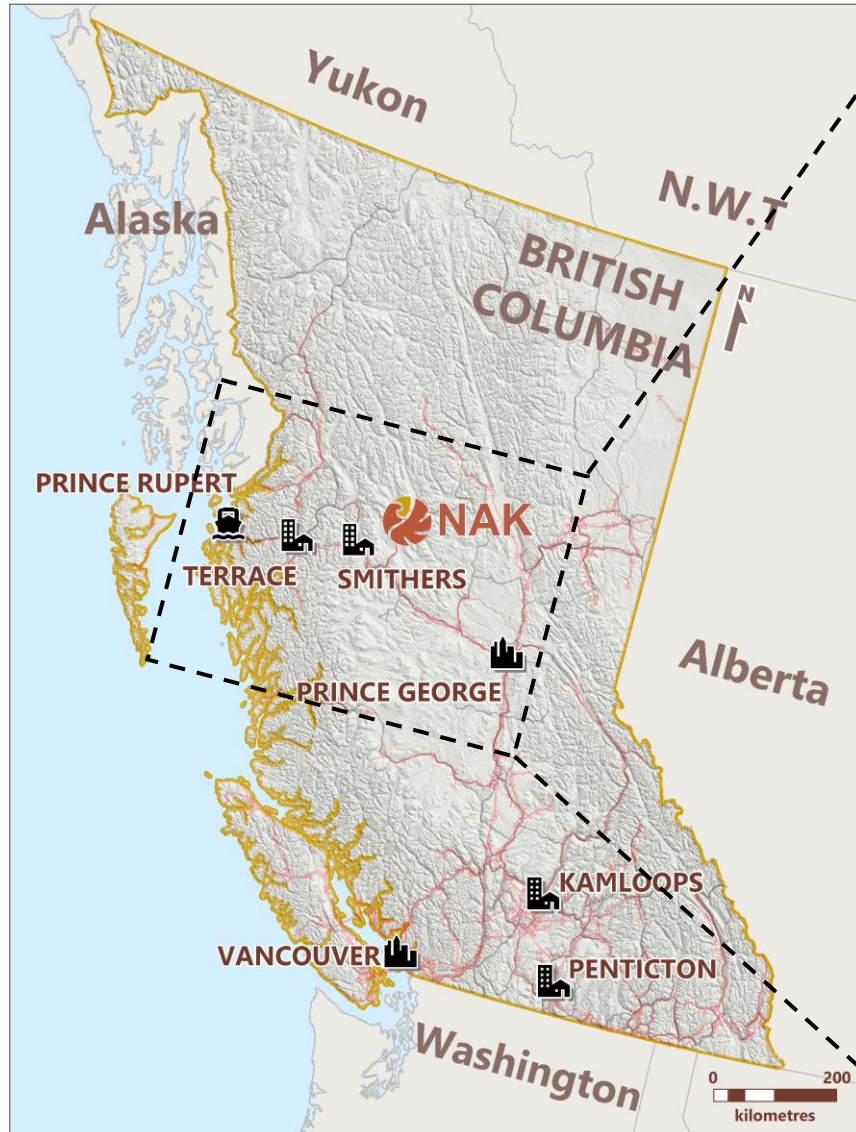 Yukon
N.W.T
Alaska
BRITISH
COLUMBIA
N
PRINCE RUPERT
NAK
TERRACE
SMITHERS
Alberta
PRINCE GEORGE
KAMLOOPS
VANCOUVER
PENTICTON
Washington
0 200
kilometres